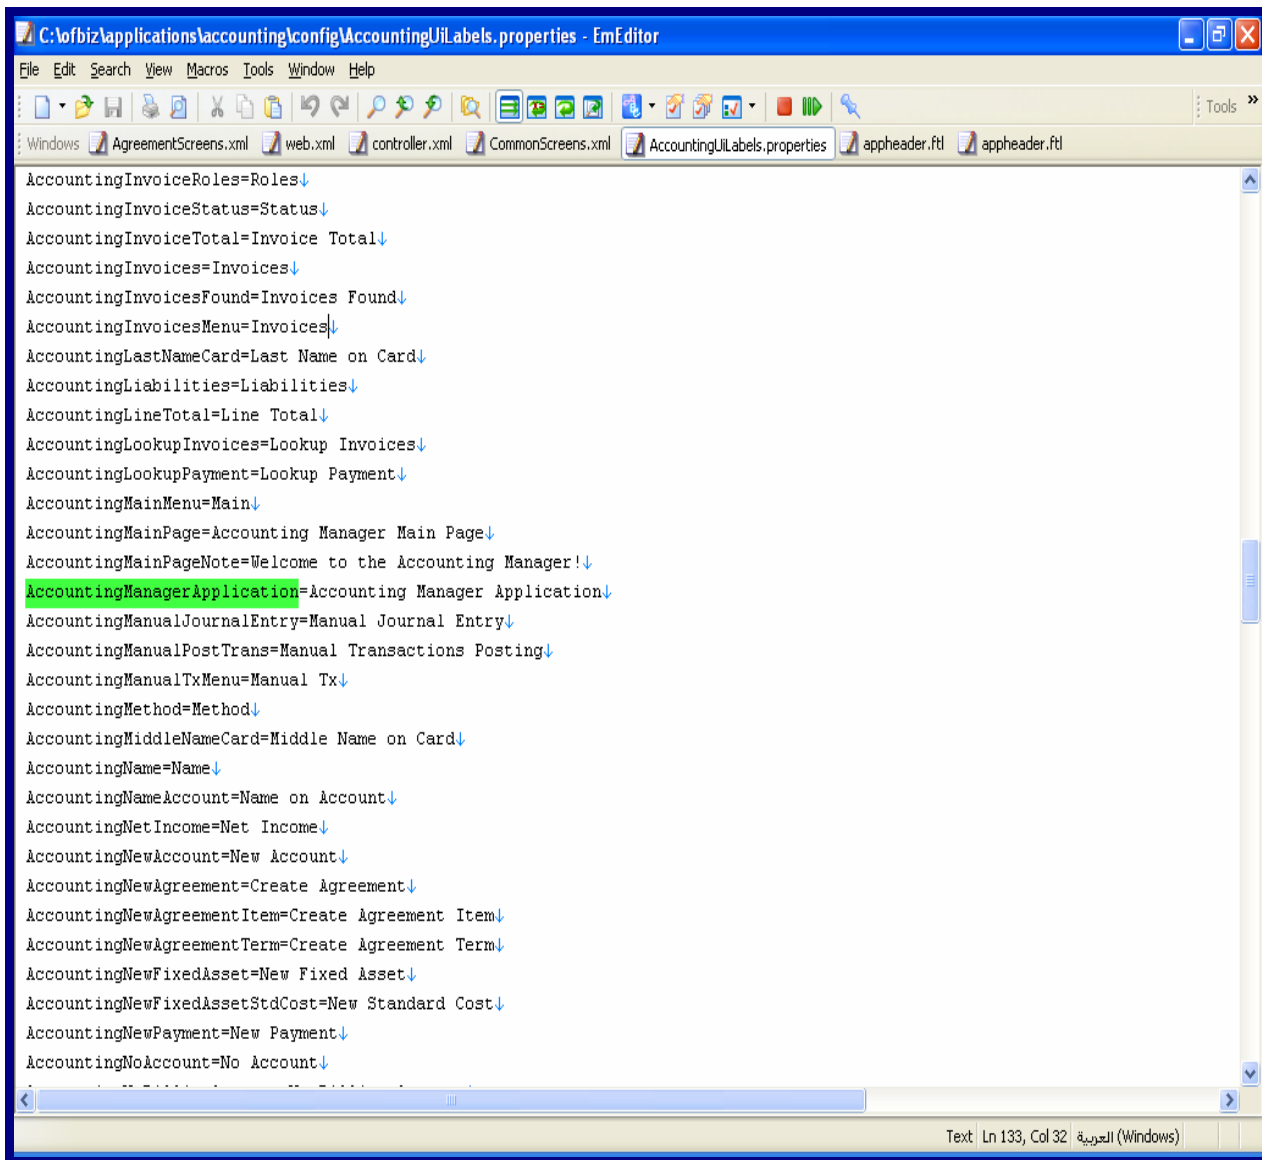 C:\ofbiz\applications\accounting\config\AccountingUiLabels.properties - EmEditor
File Edit Search View Macros Tools Window Help
Tools »
Windows AgreementScreens.xml web.xml controller.xml CommonScreens.xml AccountingUiLabels.properties appheader.ftl appheader.ftl
AccountingInvoiceRoles=Roles↓
AccountingInvoiceStatus=Status↓
AccountingInvoiceTotal=Invoice Total↓
AccountingInvoices=Invoices↓
AccountingInvoicesFound=Invoices Found↓
AccountingInvoicesMenu=Invoices↓
AccountingLastNameCard=Last Name on Card↓
AccountingLiabilities=Liabilities↓
AccountingLineTotal=Line Total↓
AccountingLookupInvoices=Lookup Invoices↓
AccountingLookupPayment=Lookup Payment↓
AccountingMainMenu=Main↓
AccountingMainPage=Accounting Manager Main Page↓
AccountingMainPageNote=Welcome to the Accounting Manager!↓
AccountingManagerApplication=Accounting Manager Application↓
AccountingManualJournalEntry=Manual Journal Entry↓
AccountingManualPostTrans=Manual Transactions Posting↓
AccountingManualTxMenu=Manual Tx↓
AccountingMethod=Method↓
AccountingMiddleNameCard=Middle Name on Card↓
AccountingName=Name↓
AccountingNameAccount=Name on Account↓
AccountingNetIncome=Net Income↓
AccountingNewAccount=New Account↓
AccountingNewAgreement=Create Agreement↓
AccountingNewAgreementItem=Create Agreement Item↓
AccountingNewAgreementTerm=Create Agreement Term↓
AccountingNewFixedAsset=New Fixed Asset↓
AccountingNewFixedAssetStdCost=New Standard Cost↓
AccountingNewPayment=New Payment↓
AccountingNoAccount=No Account↓
Text Ln 133, Col 32 العربية (Windows)